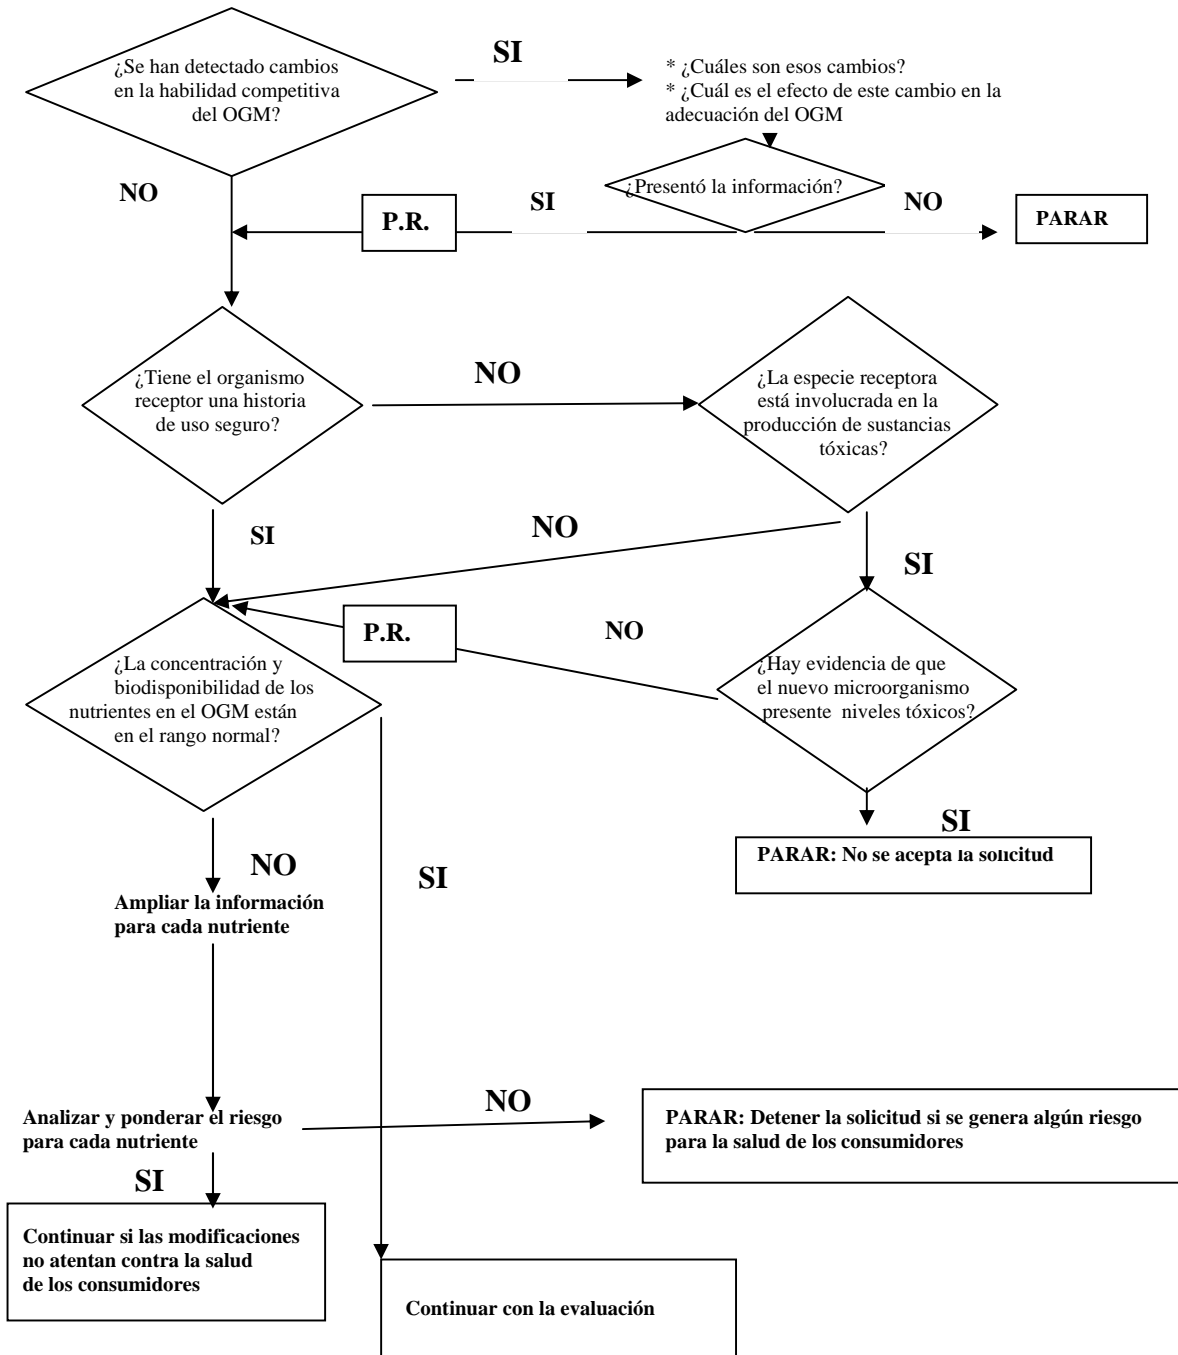 ¿Se han detectado cambios
en la habilidad competitiva
del OGM?
SI
* ¿Cuáles son esos cambios?
* ¿Cuál es el efecto de este cambio en la
adecuación del OGM
NO
¿Presentó la información?
SI
NO
P.R.
PARAR
¿Tiene el organismo
receptor una historia
de uso seguro?
NO
¿La especie receptora
está involucrada en la
producción de sustancias
tóxicas?
SI
NO
SI
P.R.
NO
¿La concentración y
biodisponibilidad de los
nutrientes en el OGM están
en el rango normal?
¿Hay evidencia de que
el nuevo microorganismo
presente niveles tóxicos?
SI
PARAR: No se acepta la solicitud
NO
SI
Ampliar la información
para cada nutriente
Analizar y ponderar el riesgo
para cada nutriente
NO
PARAR: Detener la solicitud si se genera algún riesgo
para la salud de los consumidores
SI
Continuar si las modificaciones
no atentan contra la salud
de los consumidores
Continuar con la evaluación